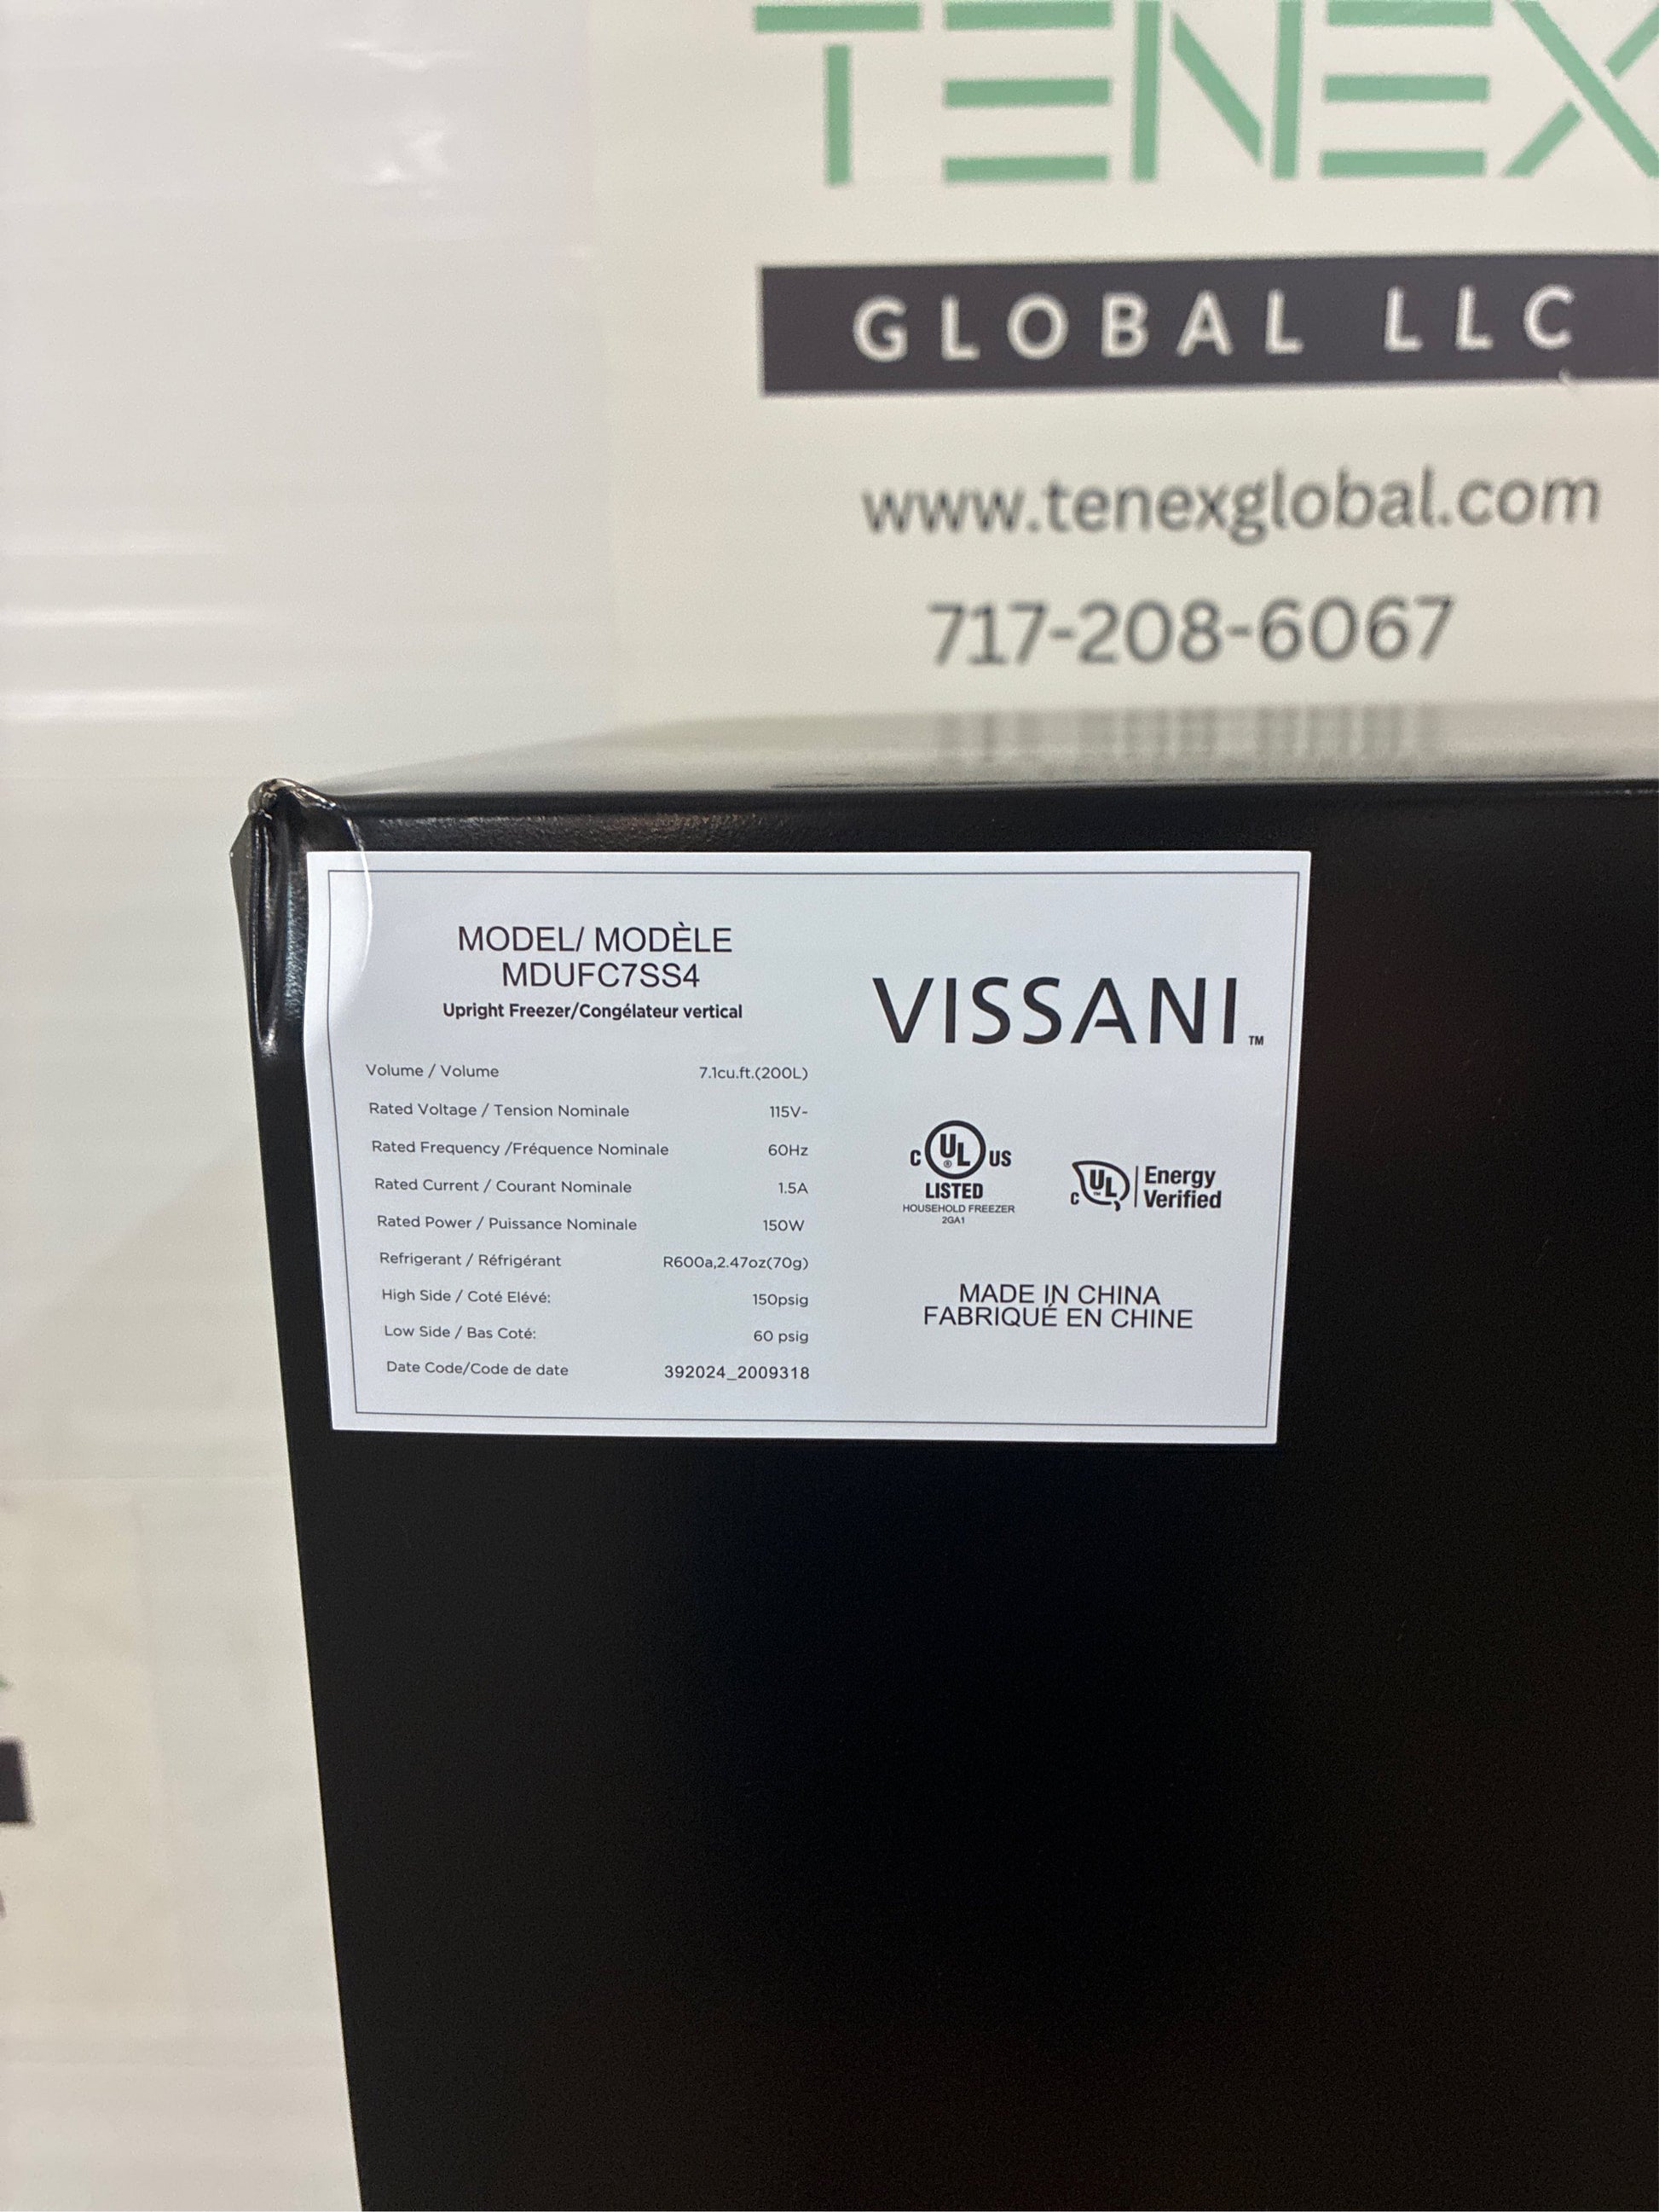 TENEX
GLOBAL LLC
www.tenexglobal.com
717-208-6067
MODEL/ MODÈLE
MDUFC7SS4
Upright Freezer/Congélateur vertical
Volume / Volume 7.1cu.ft.(200L)
Rated Voltage / Tension Nominale 115V~
Rated Frequency /Fréquence Nominale 60Hz
Rated Current / Courant Nominale 1.5A
Rated Power / Puissance Nominale 150W
Refrigerant / Réfrigérant R600a,2.47oz(70g)
High Side / Coté Elévé: 150psig
Low Side / Bas Coté: 60 psig
Date Code/Code de date 392024_2009318
VISSANI™
C UL® US
LISTED
HOUSEHOLD FREEZER
2GA1
C UL™ Energy
Verified
MADE IN CHINA
FABRIQUÉ EN CHINE